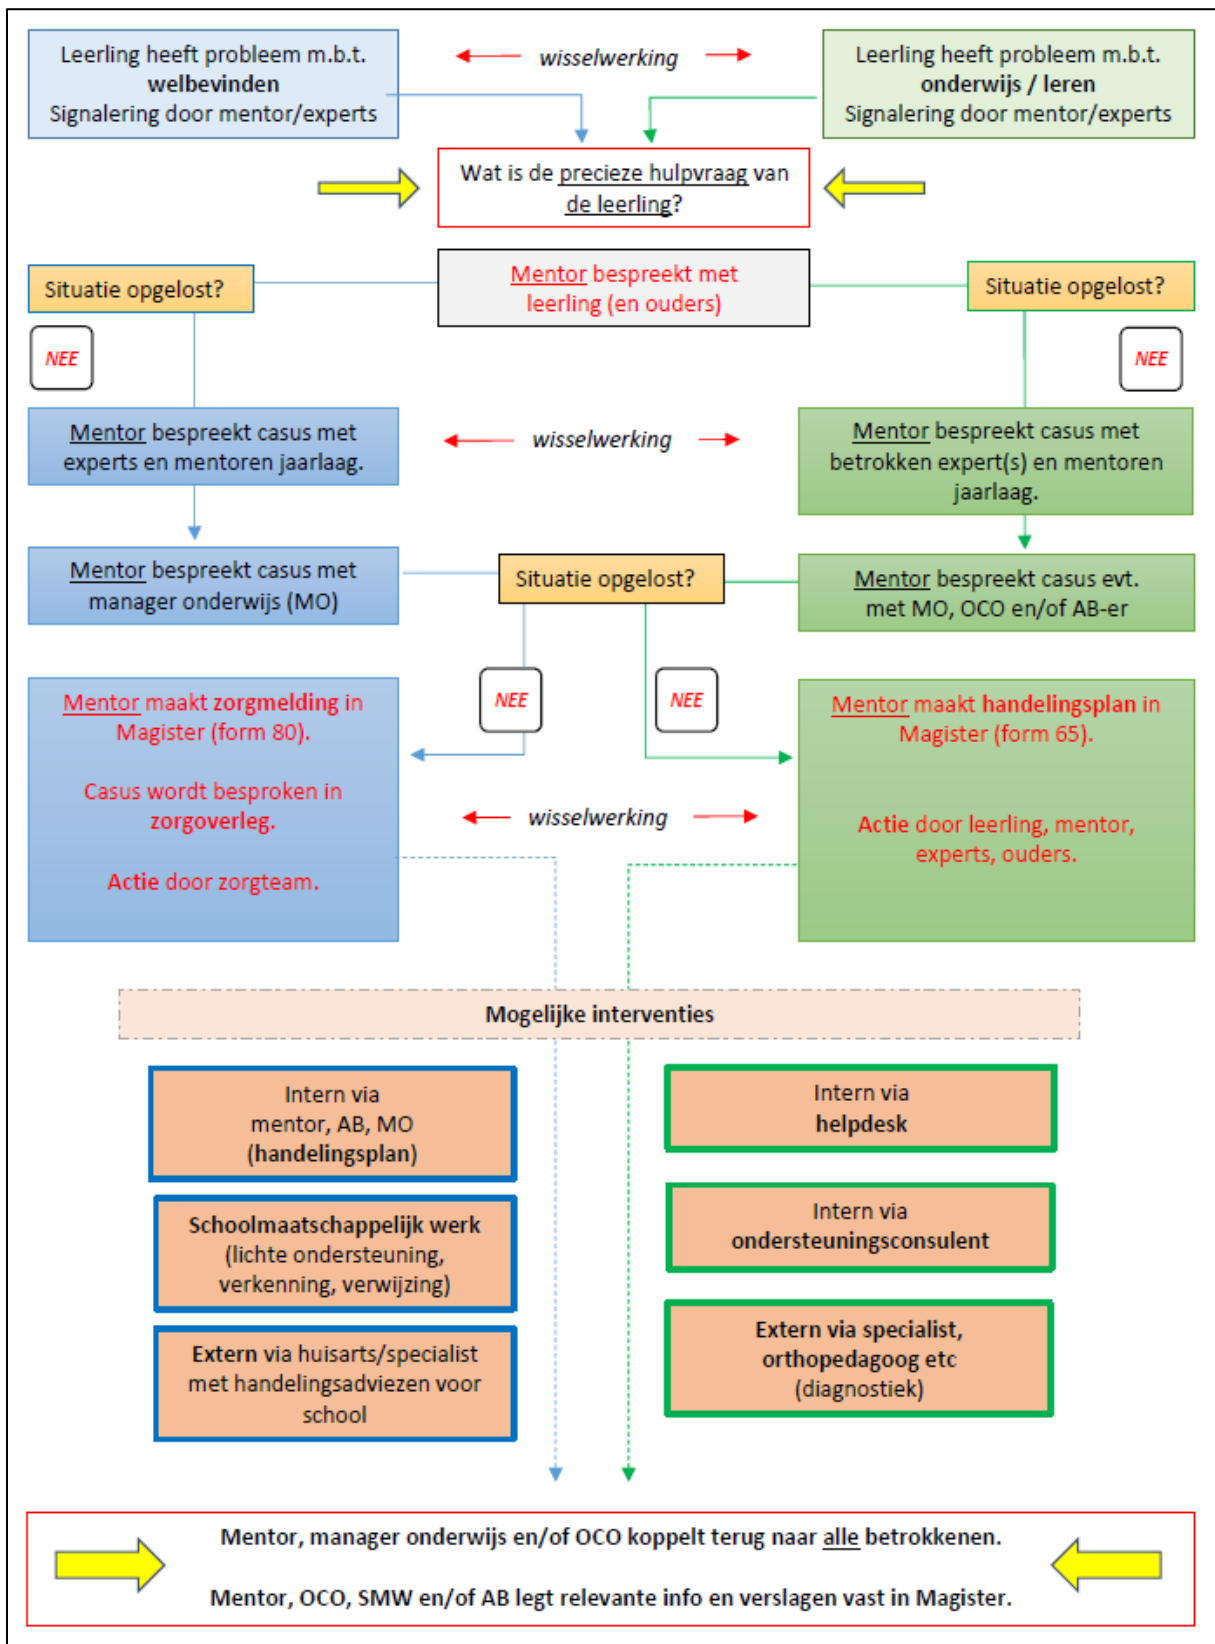 Leerling heeft probleem m.b.t.
welbevinden
Signalering door mentor/experts
wisselwerking
Leerling heeft probleem m.b.t.
onderwijs / leren
Signalering door mentor/experts
Wat is de precieze hulpvraag van
de leerling?
Situatie opgelost?
Mentor bespreekt met
leerling (en ouders)
Situatie opgelost?
NEE
NEE
Mentor bespreekt casus met
experts en mentoren jaarlaag.
wisselwerking
Mentor bespreekt casus met
betrokken expert(s) en mentoren
jaarlaag.
Mentor bespreekt casus met
manager onderwijs (MO)
Situatie opgelost?
Mentor bespreekt casus evt.
met MO, OCO en/of AB-er
NEE
NEE
Mentor maakt zorgmelding in
Magister (form 80).
Casus wordt besproken in
zorgoverleg.
Actie door zorgteam.
wisselwerking
Mentor maakt handelingsplan in
Magister (form 65).
Actie door leerling, mentor,
experts, ouders.
Mogelijke interventies
Intern via
mentor, AB, MO
(handelingsplan)
Intern via
helpdesk
Schoolmaatschappelijk werk
(lichte ondersteuning,
verkenning, verwijzing)
Intern via
ondersteuningsconsulent
Extern via huisarts/specialist
met handelingsadviezen voor
school
Extern via specialist,
orthopedagoog etc
(diagnostiek)
Mentor, manager onderwijs en/of OCO koppelt terug naar alle betrokkenen.
Mentor, OCO, SMW en/of AB legt relevante info en verslagen vast in Magister.